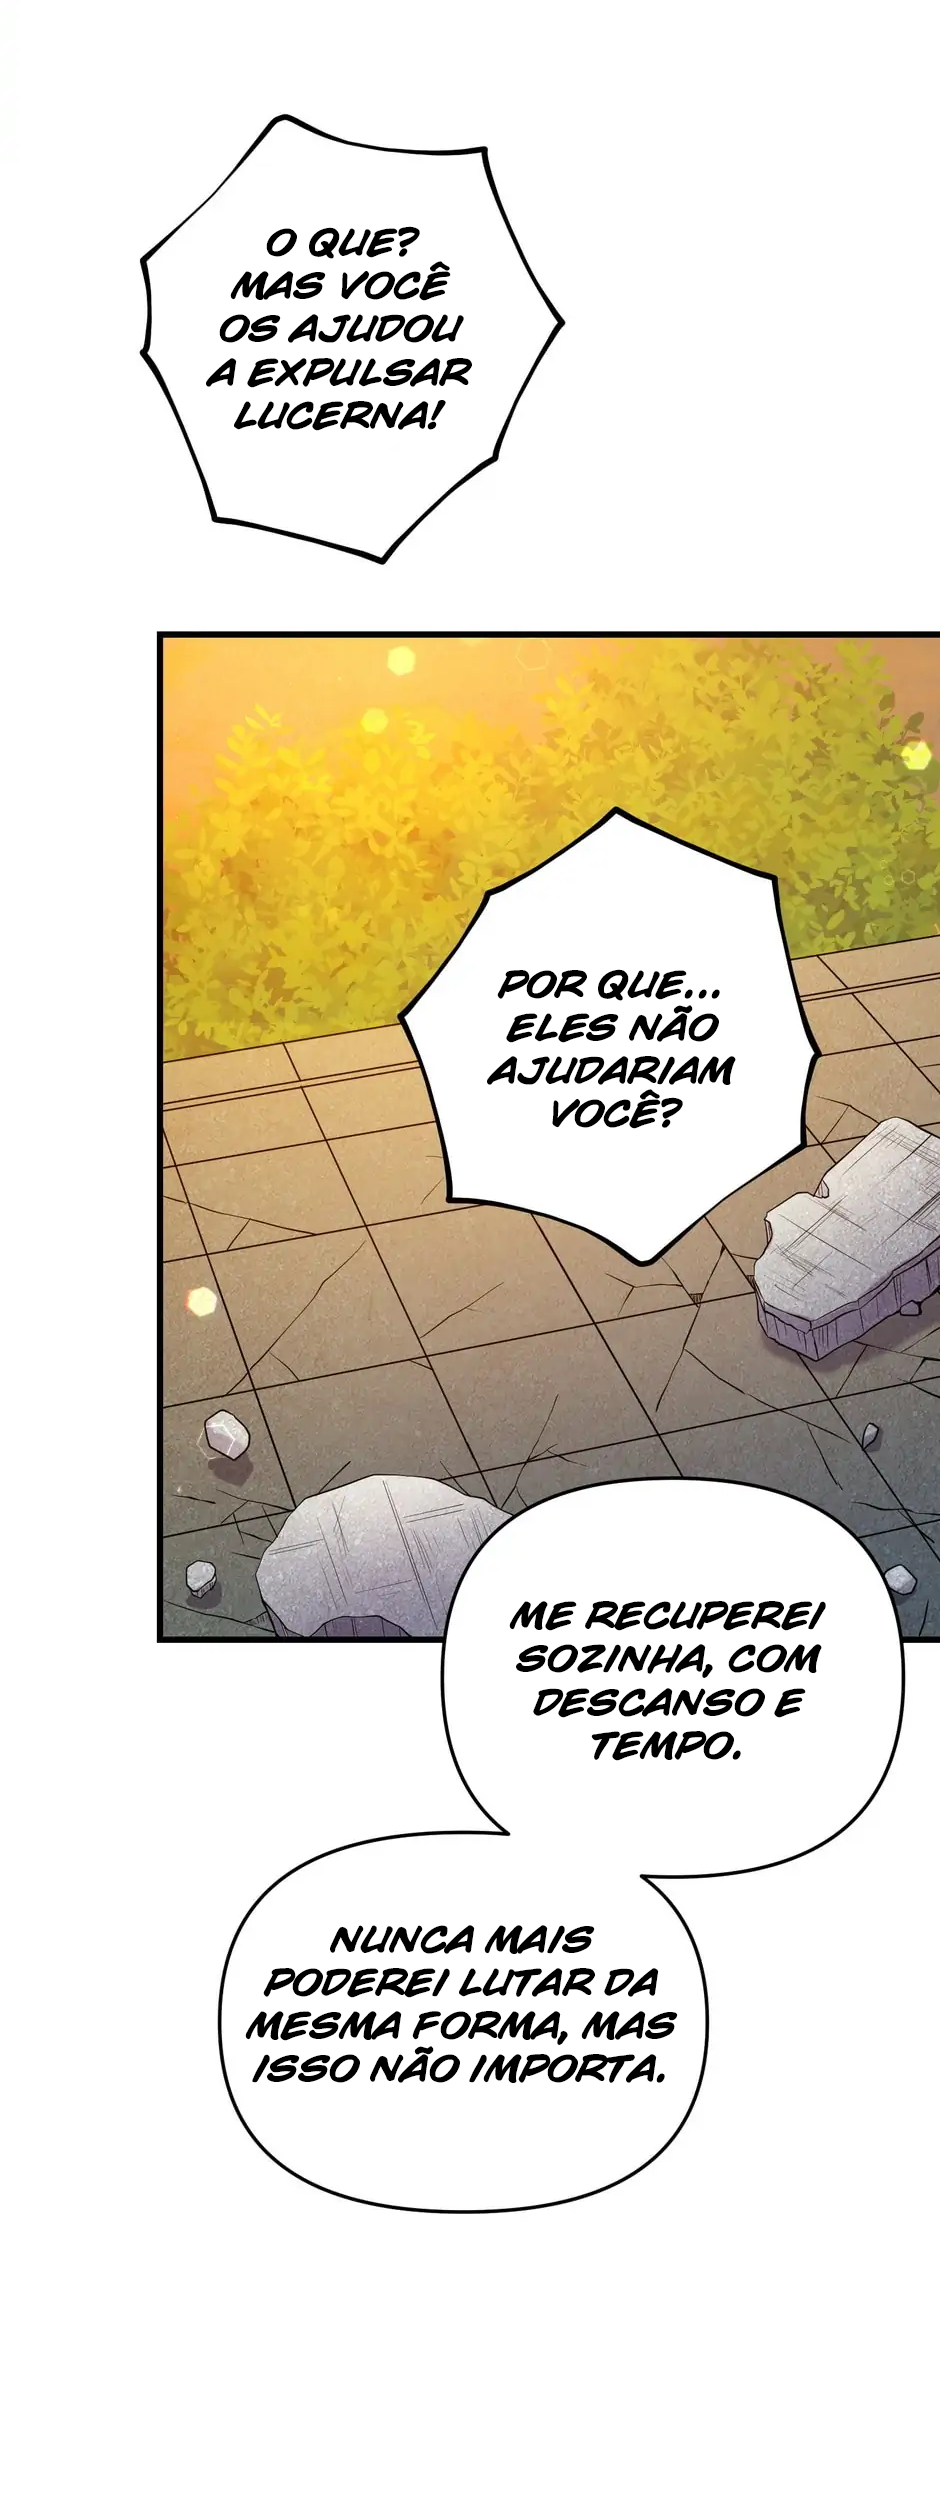 O QUE?
MAS VOCÊ
OS AJUDOU
A EXPULSAR
LUCERNA!
POR QUE...
ELES NÃO
AJUDARIAM
VOCÊ?
ME RECUPEREI
SOZINHA, COM
DESCANSO E
TEMPO.
NUNCA MAIS
PODEREI LUTAR DA
MESMA FORMA, MAS
ISSO NÃO IMPORTA.